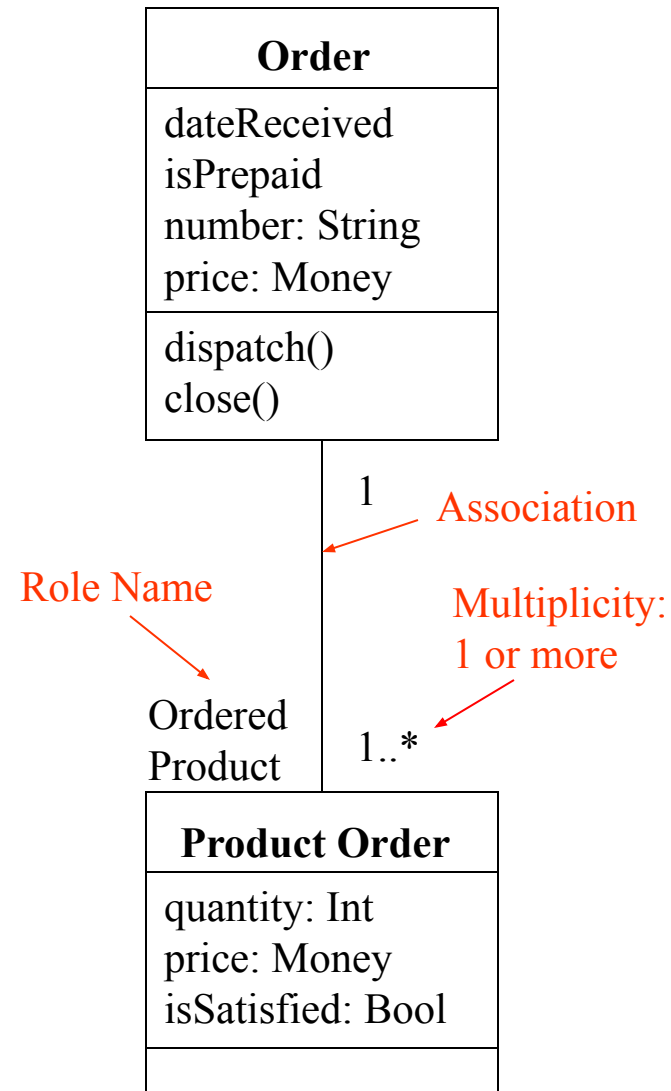 Order
dateReceived
isPrepaid
number: String
price: Money
dispatch()
close()
1
Association
Role Name
Multiplicity:
1 or more
Ordered
Product
1..*
Product Order
quantity: Int
price: Money
isSatisfied: Bool